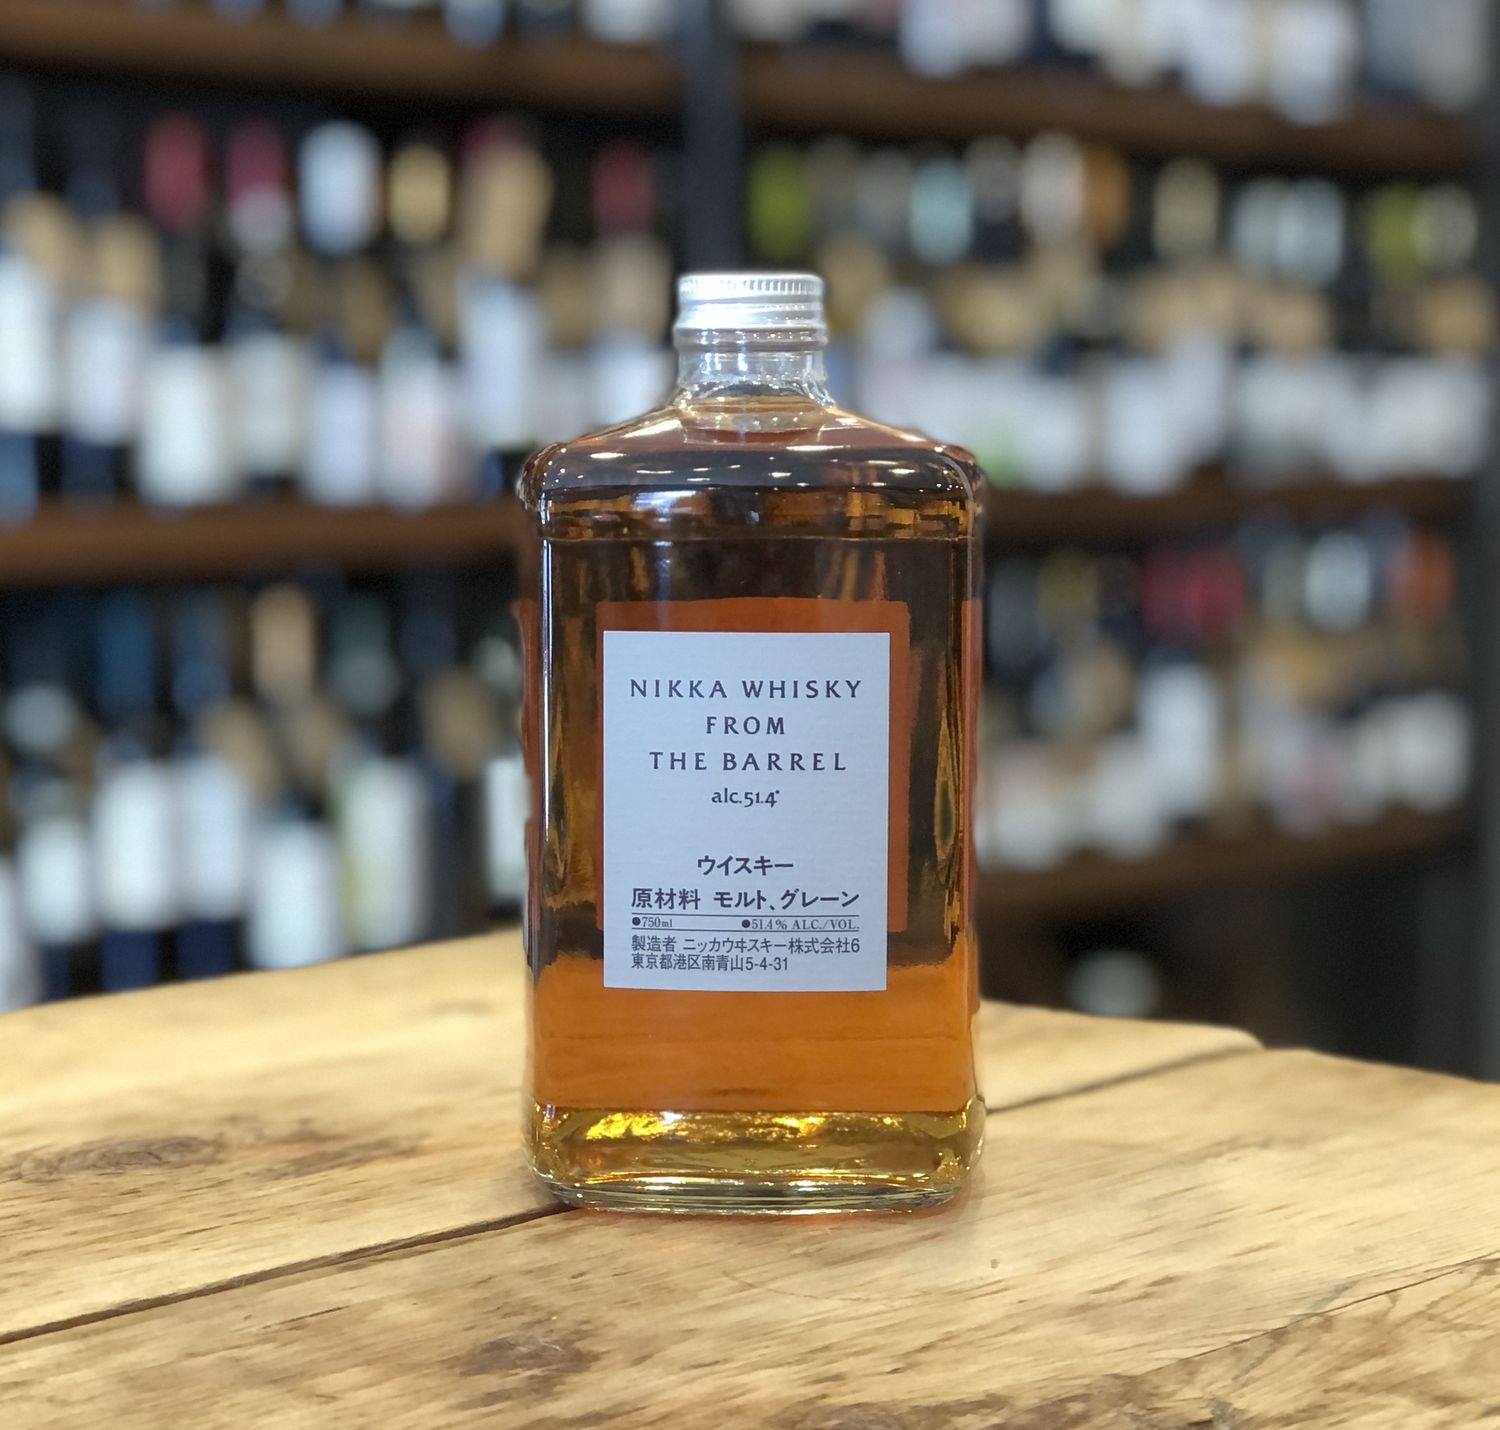 NIKKA WHISKY
FROM
THE BARREL
alc.51.4°
ウイスキー
原材料 モルト、グレーン
●750ml ●51.4% ALC./VOL.
製造者 ニッカウヰスキー株式会社6
東京都港区南青山5-4-31